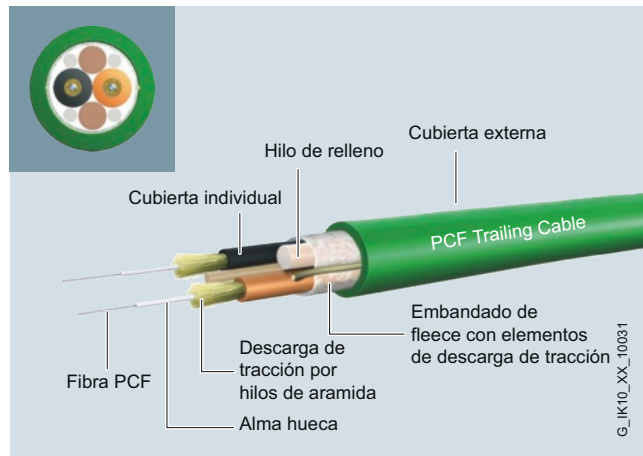 Cubierta externa
Hilo de relleno
Cubierta individual
PCF Trailing Cable
Embandado de
fleece con elementos
de descarga de tracción
Descarga de
tracción por
hilos de aramida
Fibra PCF
Alma hueca
G_IK10_XX_10031